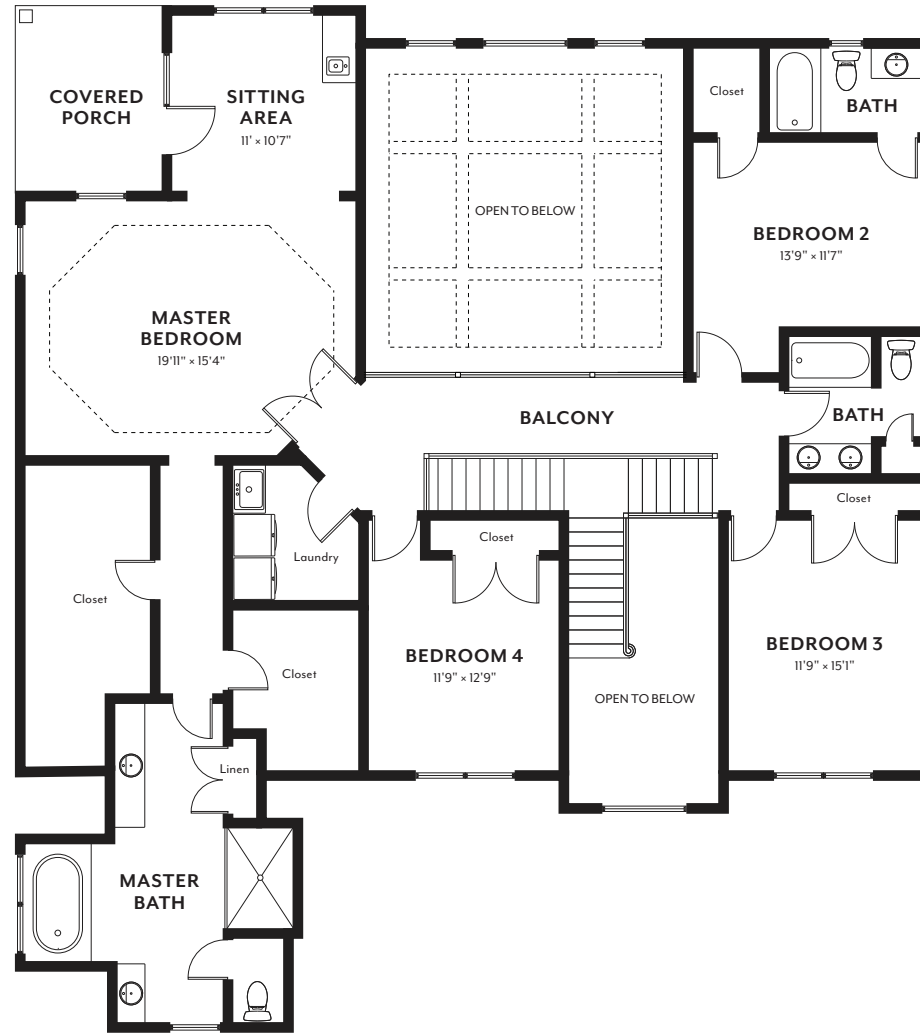 COVERED
PORCH
SITTING
AREA
11' × 10'7"
Closet
BATH
OPEN TO BELOW
BEDROOM 2
13'9" × 11'7"
MASTER
BEDROOM
19'11" × 15'4"
BALCONY
BATH
Closet
Closet
Laundry
Closet
BEDROOM 4
11'9" × 12'9"
BEDROOM 3
11'9" × 15'1"
Closet
OPEN TO BELOW
Linen
MASTER
BATH